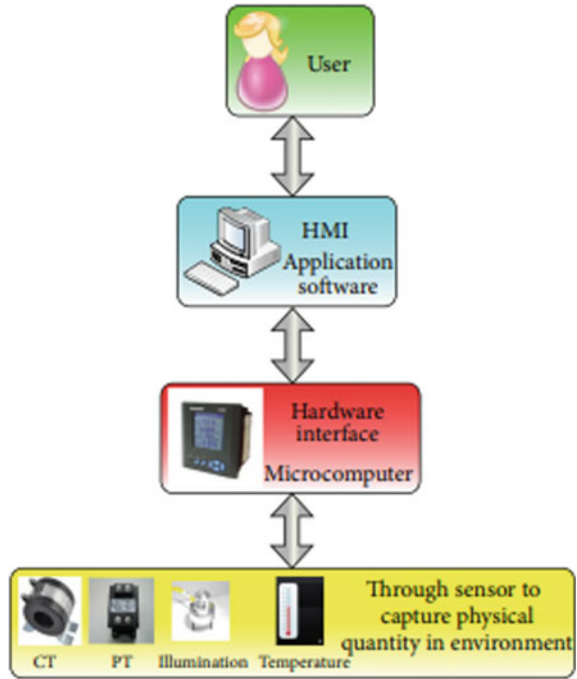 User
HMI
Application
software
Hardware
interface
Microcomputer
Through sensor to
capture physical
quantity in environment
CT PT Illumination Temperature